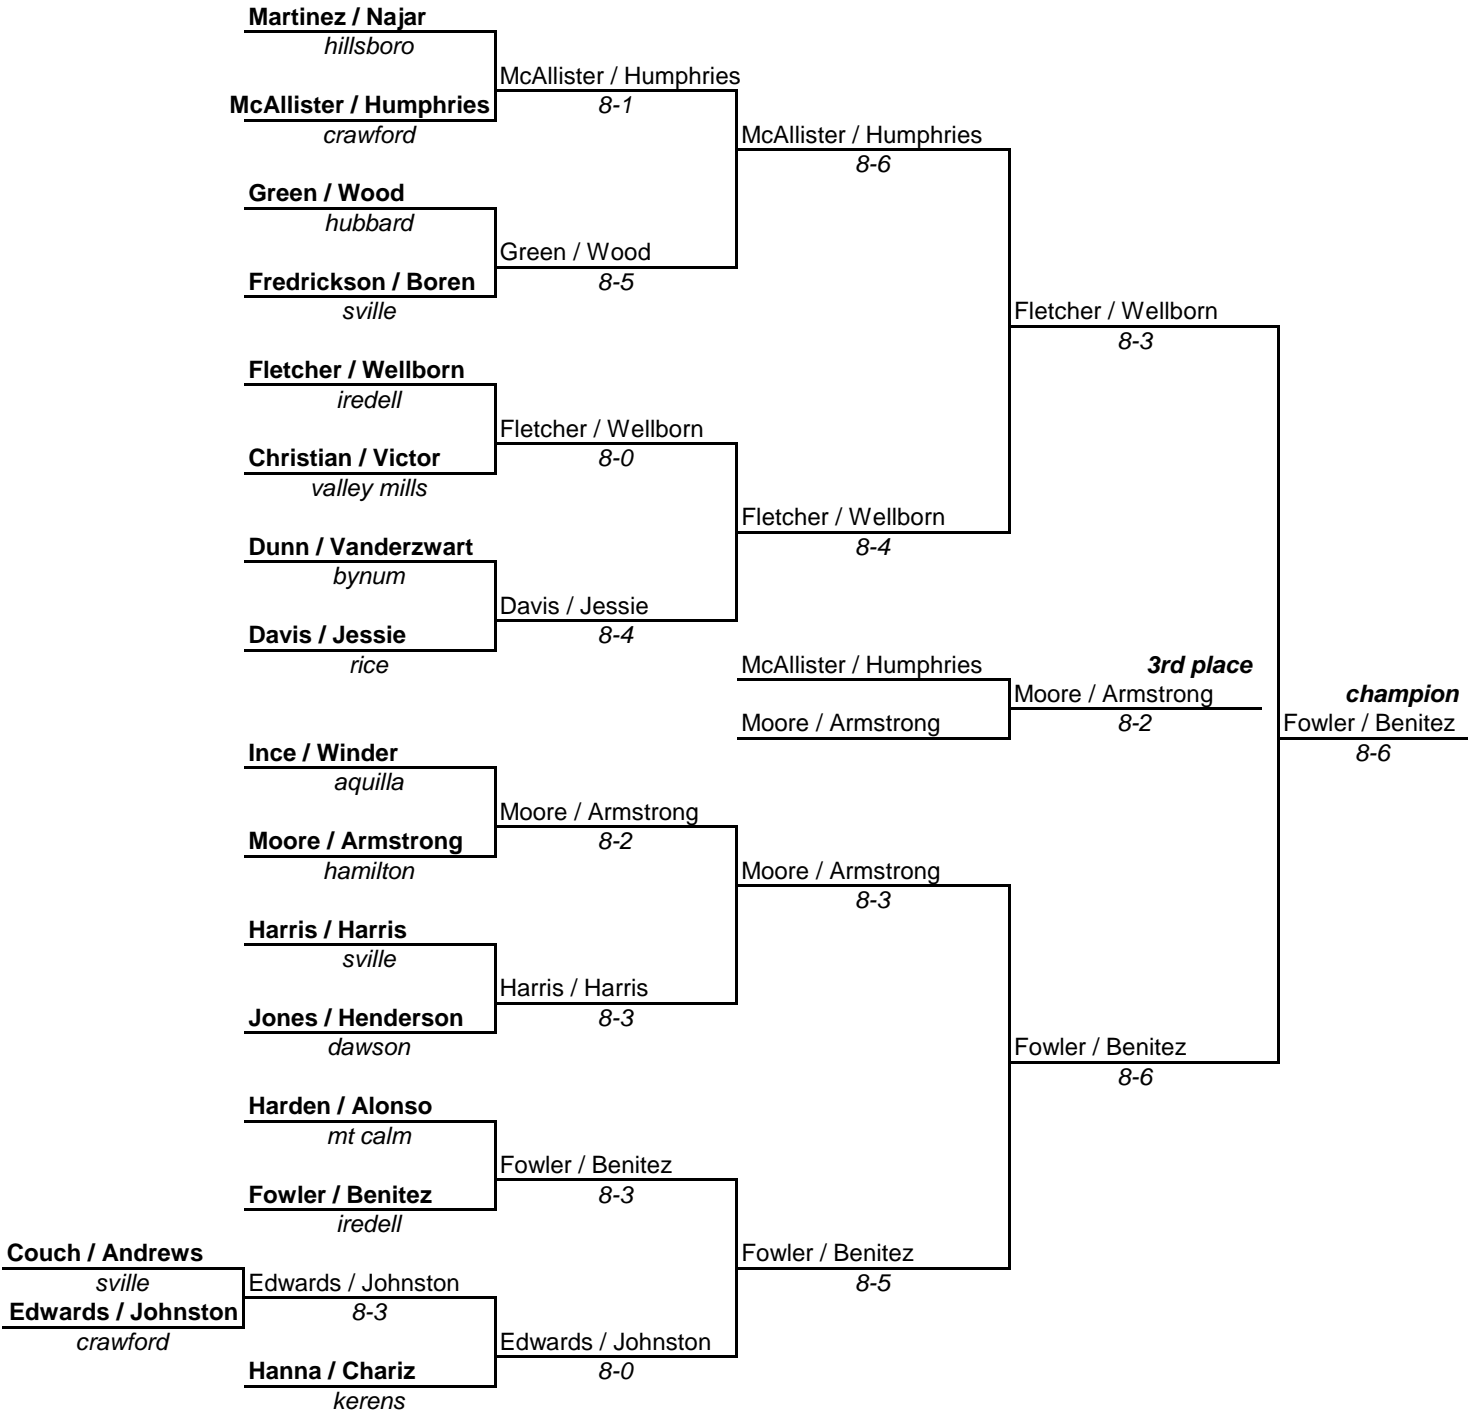 Martinez / Najar
hillsboro
McAllister / Humphries
McAllister / Humphries
8-1
crawford
McAllister / Humphries
8-6
Green / Wood
hubbard
Green / Wood
Fredrickson / Boren
8-5
sville
Fletcher / Wellborn
8-3
Fletcher / Wellborn
iredell
Fletcher / Wellborn
Christian / Victor
8-0
valley mills
Fletcher / Wellborn
Dunn / Vanderzwart
8-4
bynum
Davis / Jessie
Davis / Jessie
8-4
rice
McAllister / Humphries
3rd place
Moore / Armstrong
champion
Moore / Armstrong
8-2
Fowler / Benitez
Ince / Winder
8-6
aquilla
Moore / Armstrong
Moore / Armstrong
8-2
hamilton
Moore / Armstrong
8-3
Harris / Harris
sville
Harris / Harris
Jones / Henderson
8-3
dawson
Fowler / Benitez
8-6
Harden / Alonso
mt calm
Fowler / Benitez
Fowler / Benitez
8-3
iredell
Couch / Andrews
Fowler / Benitez
sville
Edwards / Johnston
8-5
Edwards / Johnston
8-3
crawford
Edwards / Johnston
Hanna / Chariz
8-0
kerens